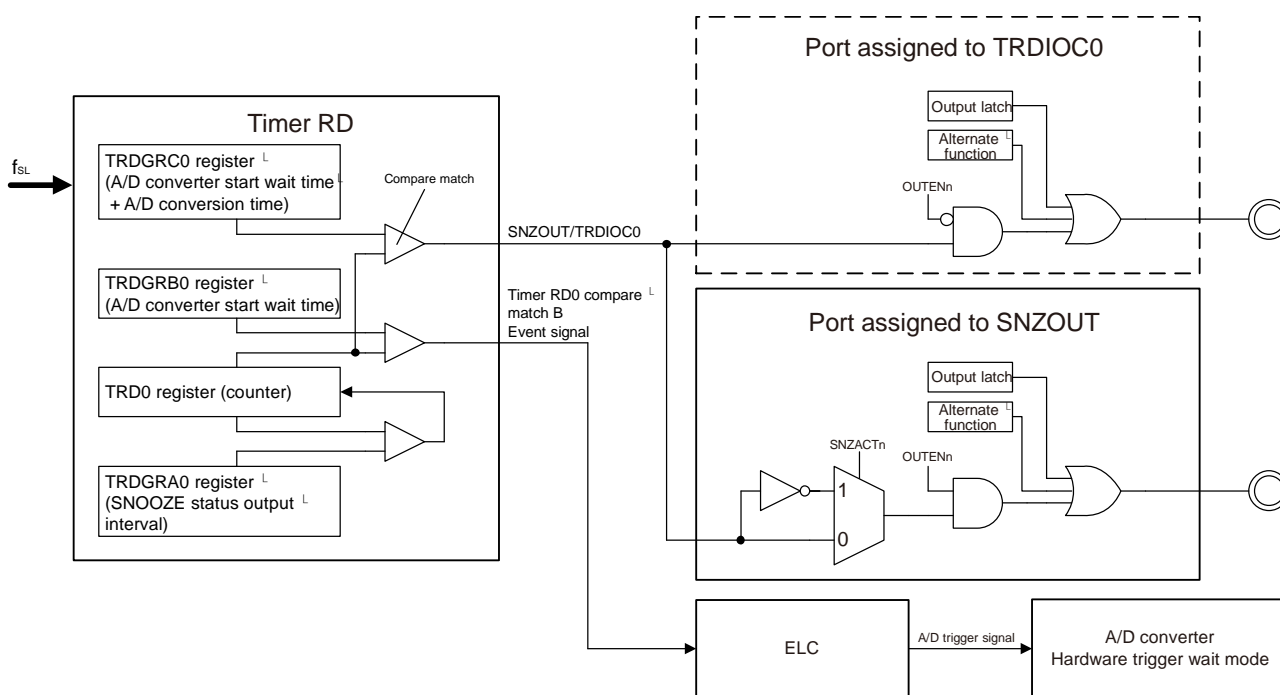 Timer RD
fSL
TRDGRC0 register
(A/D converter start wait time
+ A/D conversion time)
Compare match
TRDGRB0 register
(A/D converter start wait time)
TRD0 register (counter)
TRDGRA0 register
(SNOOZE status output
interval)
SNZOUT/TRDIOC0
Timer RD0 compare
match B
Event signal
Port assigned to TRDIOC0
Output latch
Alternate
function
OUTENn
Port assigned to SNZOUT
Output latch
Alternate
function
SNZACTn
OUTENn
1
0
ELC
A/D trigger signal
A/D converter
Hardware trigger wait mode